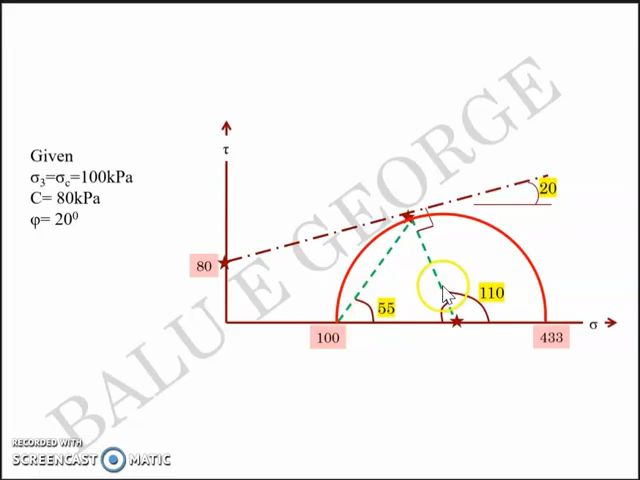 BALU E GEORGE
Given
σ₃=σc=100kPa
C= 80kPa
φ= 20⁰
τ
20
80
110
55
σ
100
433
RECORDED WITH
SCREENCAST MATIC